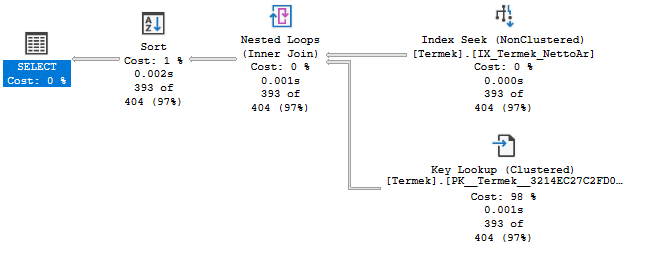 SELECT
Cost: 0 %
Sort
Cost: 1 %
0.002s
393 of
404 (97%)
Nested Loops
(Inner Join)
Cost: 0 %
0.001s
393 of
404 (97%)
Index Seek (NonClustered)
[Termek].[IX_Termek_NettoAr]
Cost: 0 %
0.000s
393 of
404 (97%)
Key Lookup (Clustered)
[Termek].[PK__Termek__3214EC27C2FD0…
Cost: 98 %
0.001s
393 of
404 (97%)